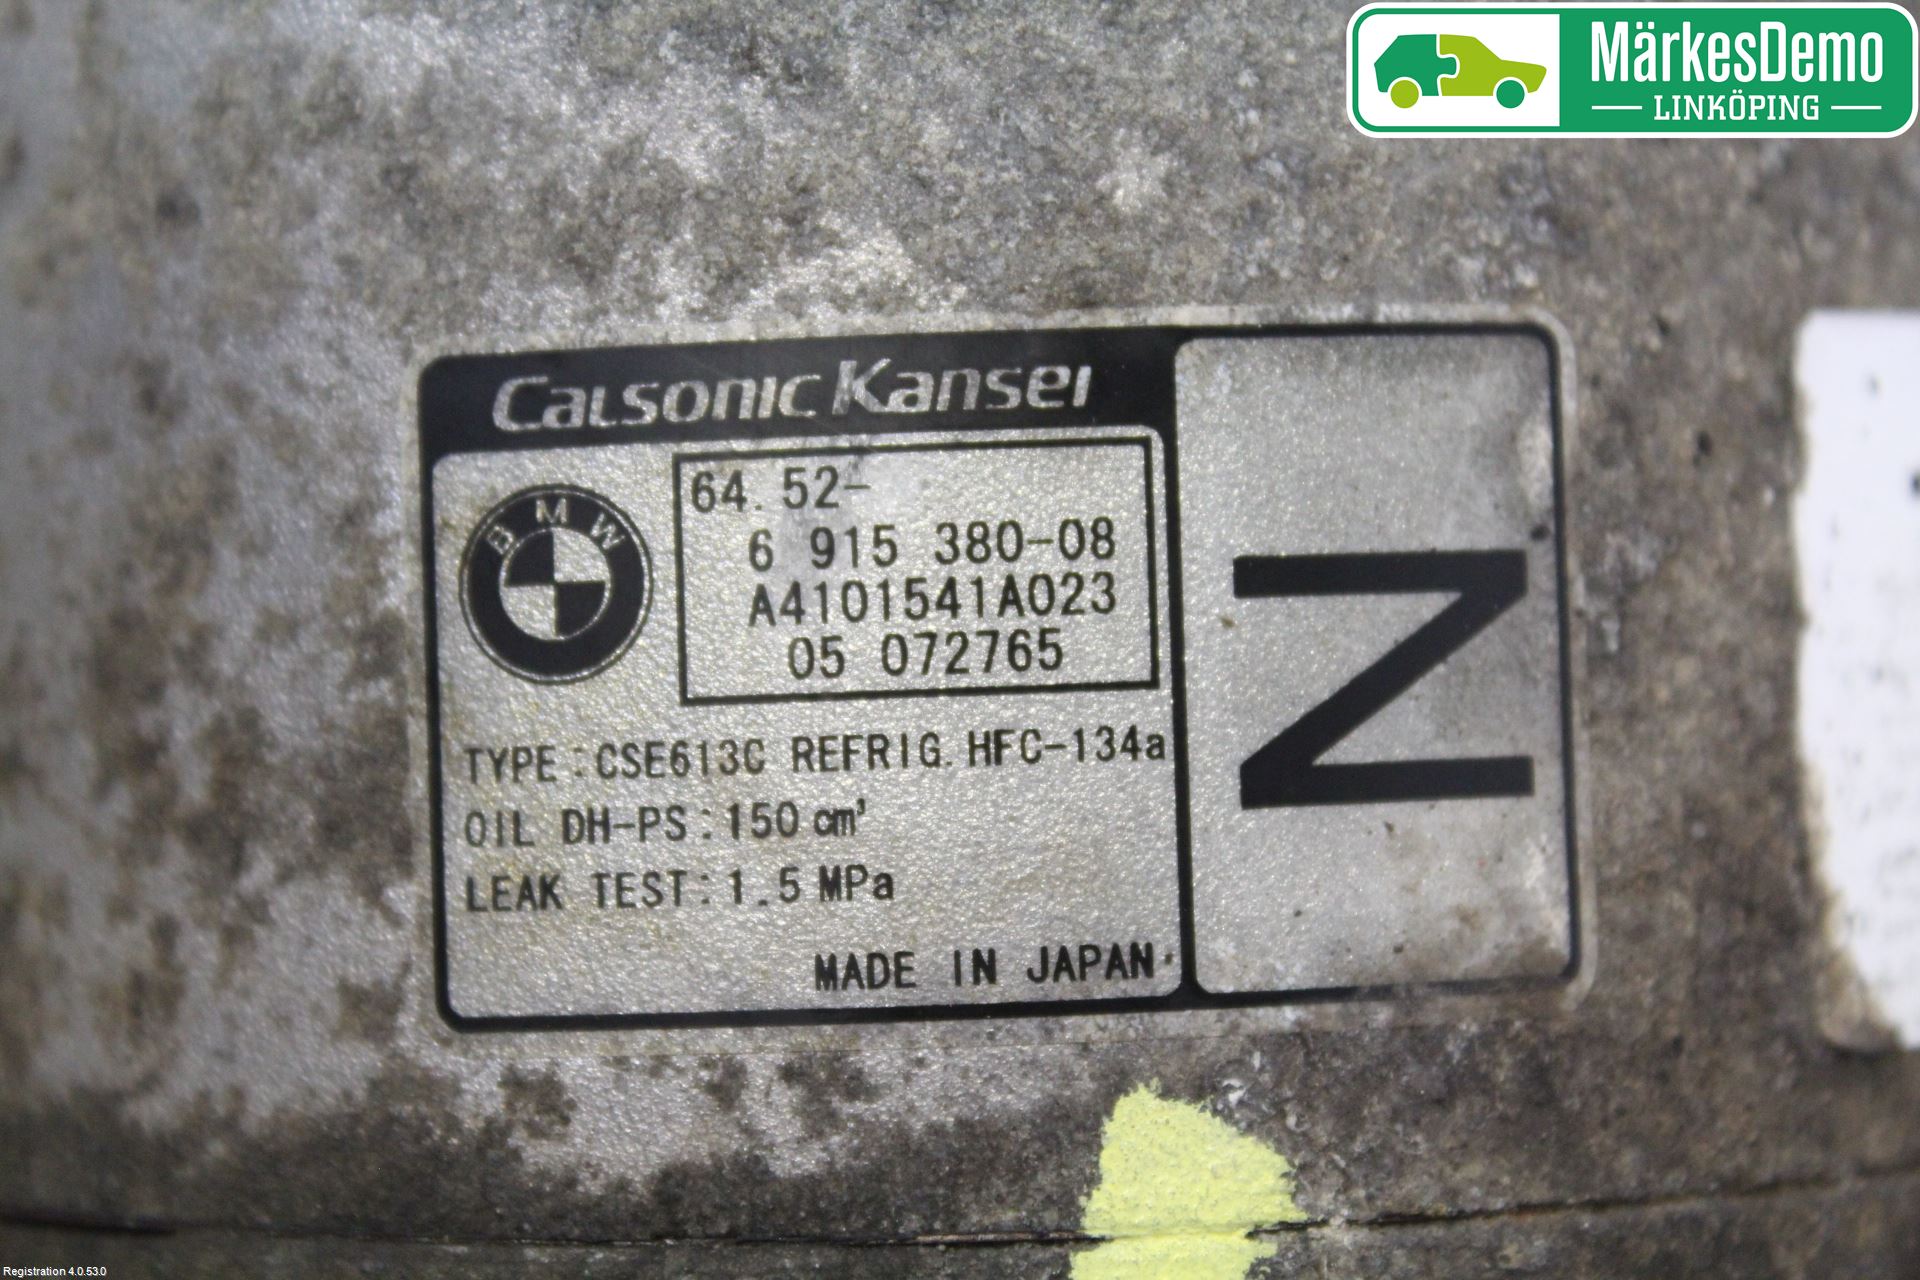 MärkesDemo
LINKÖPING
Calsonic Kansei
BMW
64. 52-
6 915 380-08
A4101541A023
05 072765
N
TYPE : CSE613C REFRIG. HFC-134a
OIL DH-PS : 150 cm³
LEAK TEST : 1.5 MPa
MADE IN JAPAN
Registration 4.0.53.0